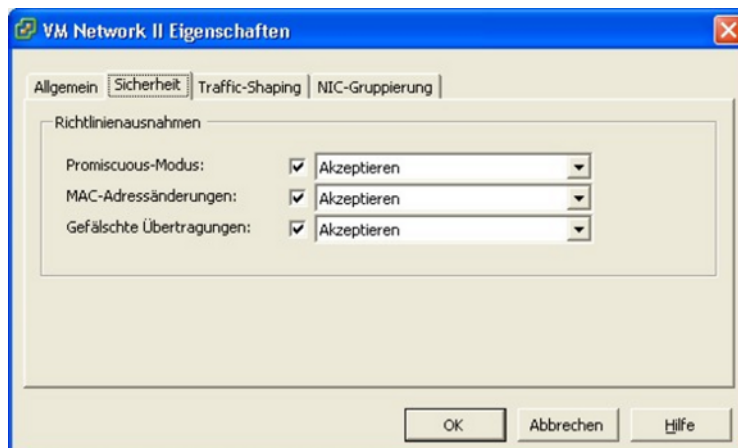 VM Network II Eigenschaften
Allgemein Sicherheit Traffic-Shaping NIC-Gruppierung
Richtlinienausnahmen
Promiscuous-Modus: Akzeptieren
MAC-Adressänderungen: Akzeptieren
Gefälschte Übertragungen: Akzeptieren
OK Abbrechen Hilfe